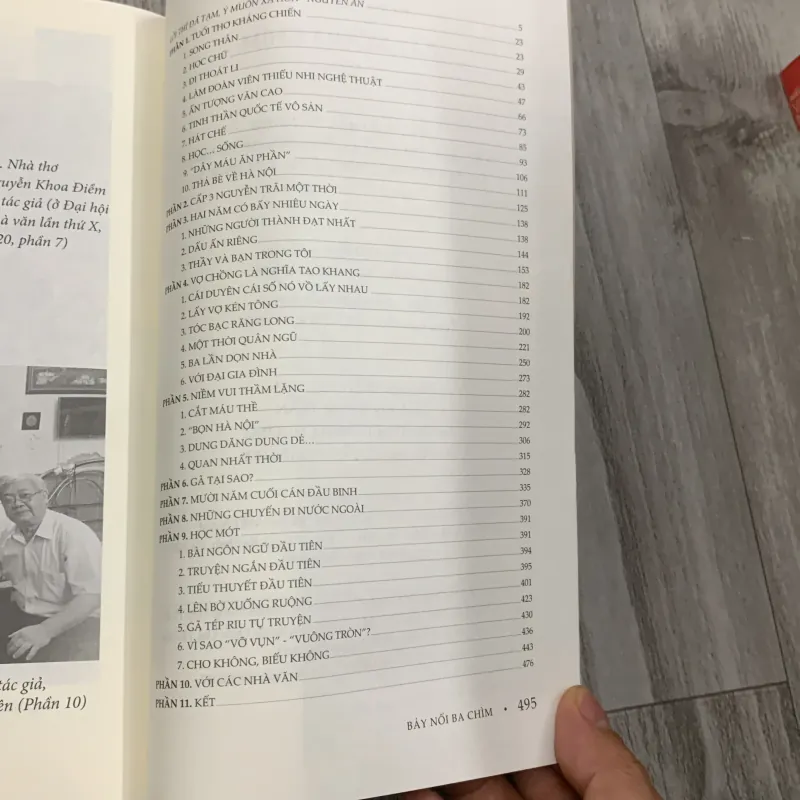 . Nhà thơ
uyễn Khoa Điềm
tác giả (ở Đại hội
à văn lần thứ X,
20, phần 7)
tác giả,
ên (Phần 10)
ĐÃ TẠM, Ý MUỐN NGUYỄN AN 5
PHẦN 1. TUỔI THƠ KHÁNG CHIẾN 23
1. SONG THÂN 23
2. HỌC CHỮ 29
3. ĐI THOÁT LI 43
4. LÀM ĐOÀN VIÊN THIẾU NHI NGHỆ THUẬT 47
5. ẤN TƯỢNG VĂN CAO 66
6. TINH THẦN QUỐC TẾ VÔ SẢN 73
7. HÁT CHÈ
8. HỌC... SỐNG 93
9. "DÂY MÁU ĂN PHẦN" 106
10. THẢ BÈ VỀ HÀ NỘI 111
PHẦN 2. CẤP 3 NGUYỄN TRÃI MỘT THỜI 125
PHẦN 3. HAI NĂM CÓ BẤY NHIÊU NGÀY 138
1. NHỮNG NGƯỜI THÀNH ĐẠT NHẤT 138
2. DẤU ẤN RIÊNG 144
3. THẦY VÀ BẠN TRONG TÔI 153
PHẦN 4. VỢ CHỒNG LÀ NGHĨA TAO KHANG 182
1. CÁI DUYÊN CÁI SỐ NÓ VỒ LẤY NHAU 182
2. LẤY VỢ KÉN TÔNG 192
3. TÓC BẠC RĂNG LONG 200
4. MỘT THỜI QUÂN NGŨ 221
5. BA LẦN DỌN NHÀ 250
6. VỚI ĐẠI GIA ĐÌNH 273
PHẦN 5. NIỀM VUI THẦM LẶNG 282
1. CẮT MÁU THỀ 282
2. "BỌN HÀ NỘI" 292
3. DUNG DĂNG DUNG DẺ... 306
4. QUAN NHẤT THỜI 315
PHẦN 6. GÃ TẠI SAO? 328
PHẦN 7. MƯỜI NĂM CUỐI CÁN ĐẦU BINH 335
PHẦN 8. NHỮNG CHUYẾN ĐI NƯỚC NGOÀI 370
PHẦN 9. HỌC MÓT 391
1. BÀI NGÔN NGỮ ĐẦU TIÊN 391
2. TRUYỆN NGẮN ĐẦU TIÊN 394
3. TIỂU THUYẾT ĐẦU TIÊN 395
4. LÊN BỜ XUỐNG RUỘNG 401
5. GÃ TÉP RIU TỰ TRUYỆN 423
6. VÌ SAO "VỠ VỤN" - "VUÔNG TRÒN"? 430
7. CHO KHÔNG, BIẾU KHÔNG 436
PHẦN 10. VỚI CÁC NHÀ VĂN 443
PHẦN 11. KẾT 476
BẢY NỔI BA CHÌM • 495